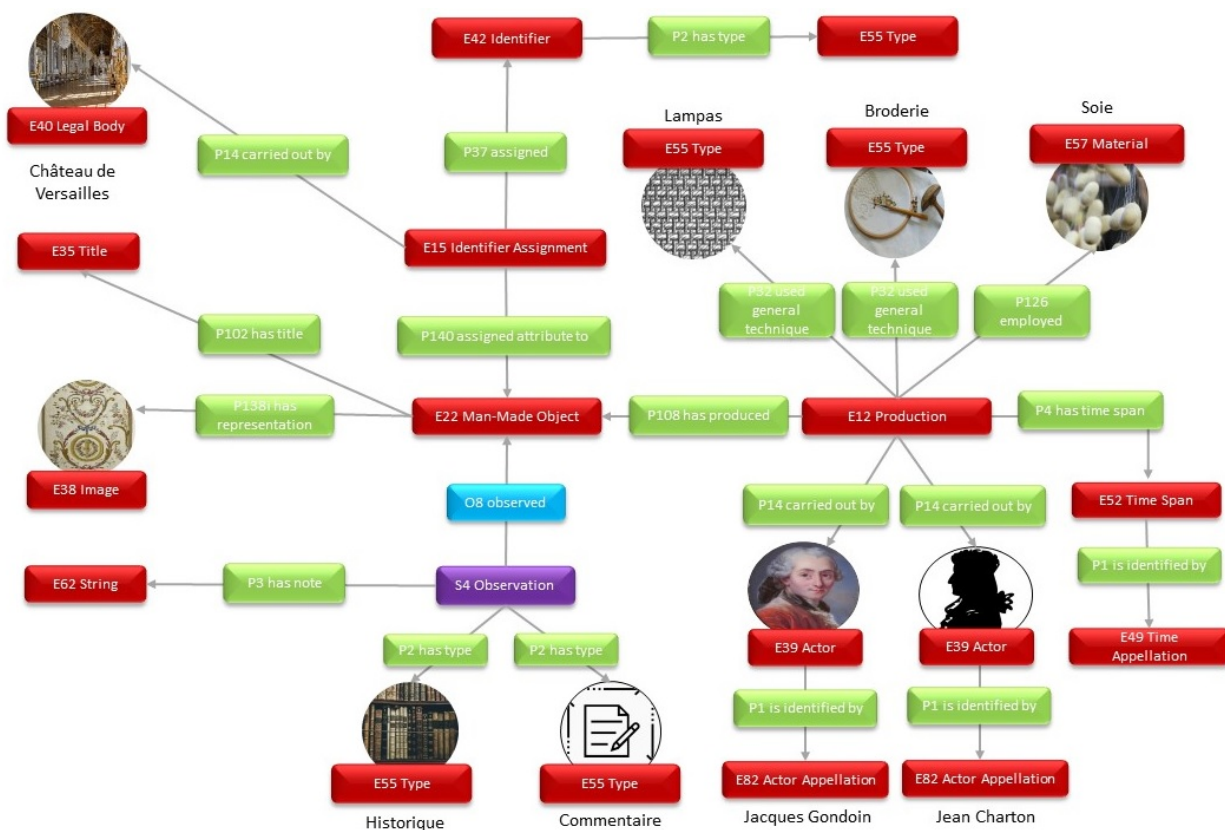 E42 Identifier
P2 has type
E55 Type
E40 Legal Body
Château de
Versailles
P14 carried out by
P37 assigned
Lampas
E55 Type
Broderie
E55 Type
Soie
E57 Material
E35 Title
E15 Identifier Assignment
P102 has title
P140 assigned attribute to
P32 used
general
technique
P32 used
general
technique
P126
employed
P138i has
representation
E22 Man-Made Object
P108 has produced
E12 Production
P4 has time span
E38 Image
O8 observed
P14 carried out by
P14 carried out by
E52 Time Span
E62 String
P3 has note
S4 Observation
P1 is identified by
P2 has type
P2 has type
E39 Actor
E39 Actor
E49 Time
Appellation
P1 is identified by
P1 is identified by
E55 Type
E55 Type
E82 Actor Appellation
E82 Actor Appellation
Historique
Commentaire
Jacques Gondoin
Jean Charton